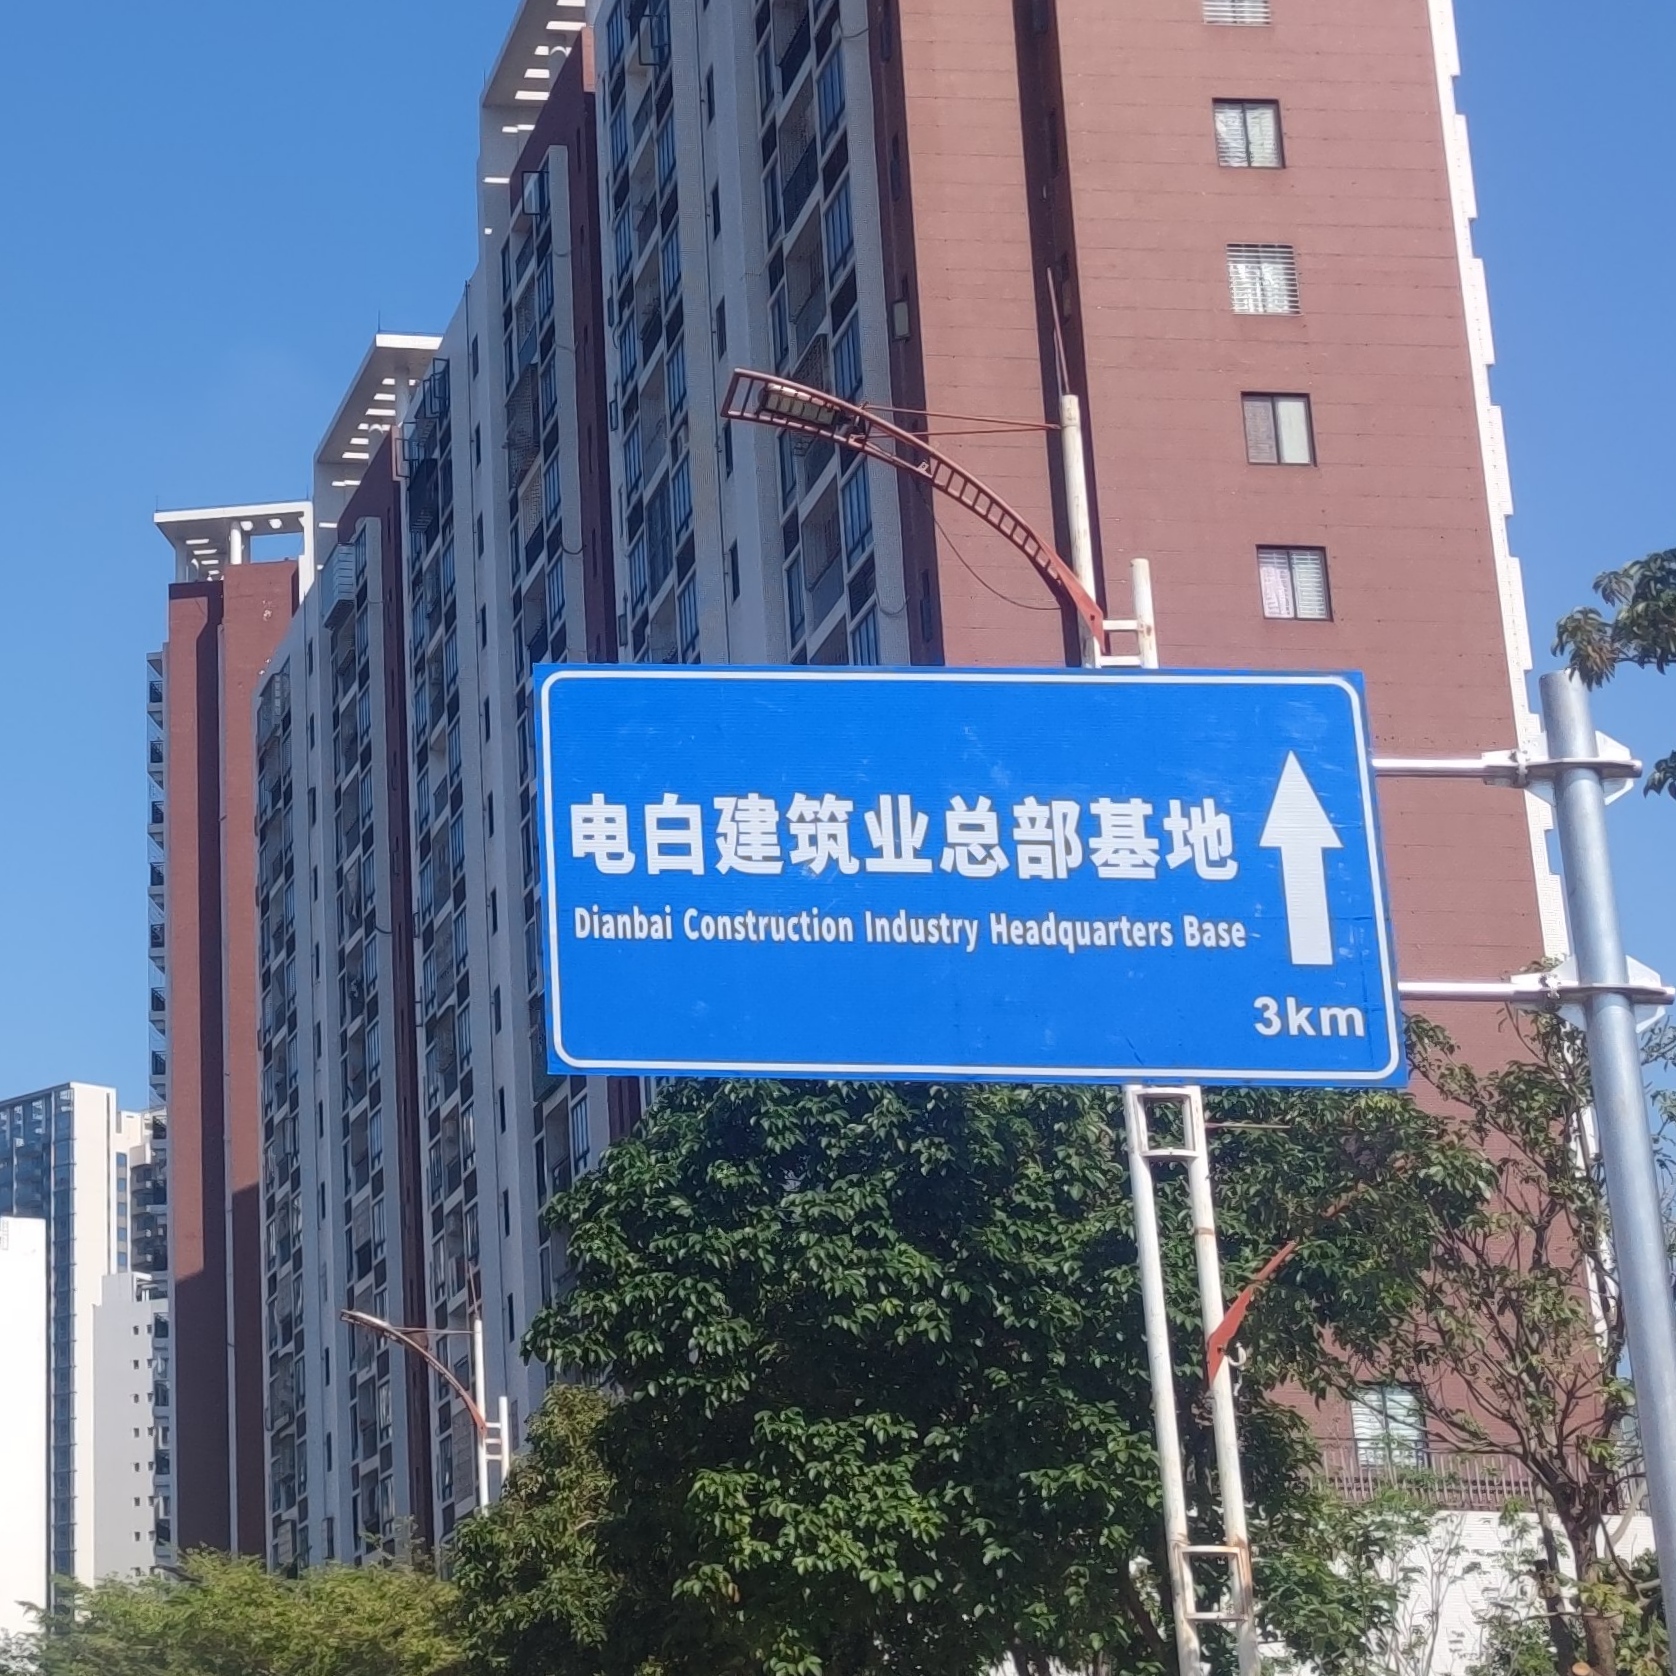 电白建筑业总部基地
Dianbai Construction Industry Headquarters Base
3km